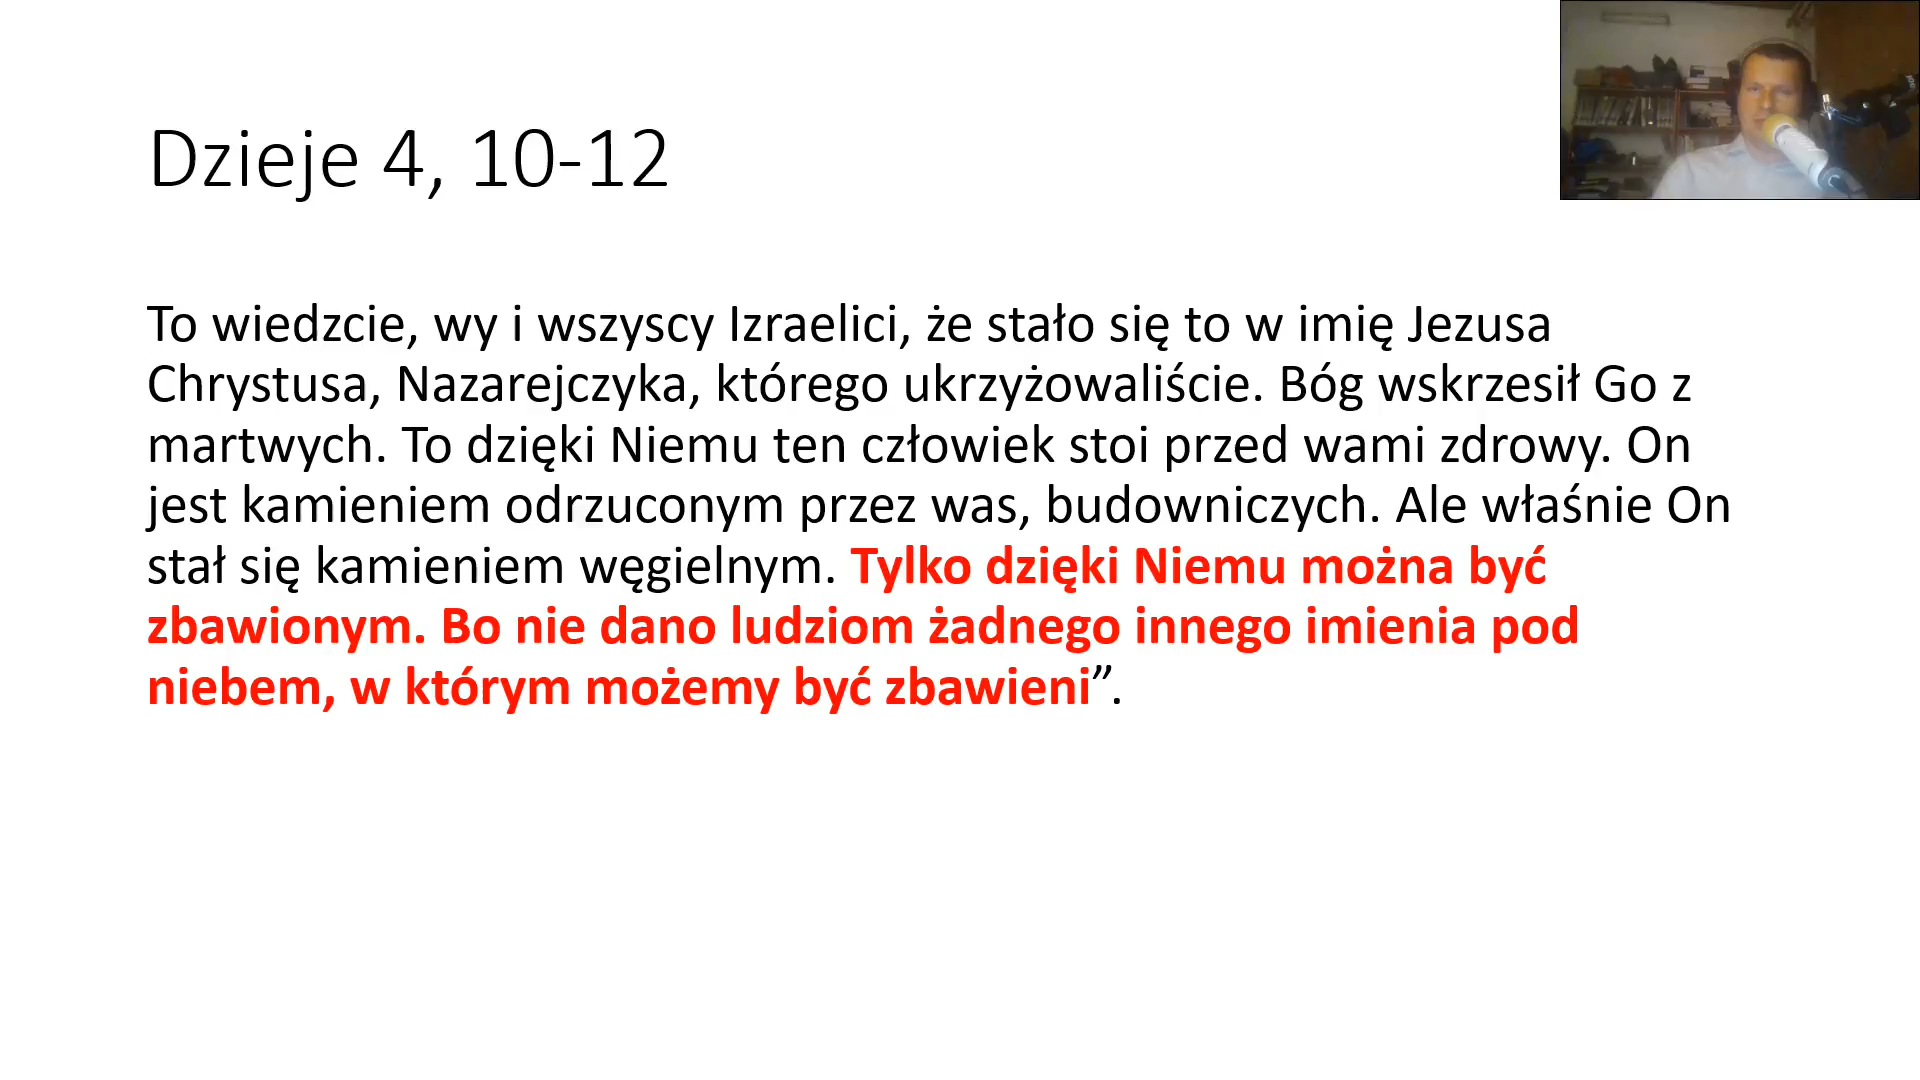 Dzieje 4, 10-12
To wiedzcie, wy i wszyscy Izraelici, że stało się to w imię Jezusa
Chrystusa, Nazarejczyka, którego ukrzyżowaliście. Bóg wskrzesił Go z
martwych. To dzięki Niemu ten człowiek stoi przed wami zdrowy. On
jest kamieniem odrzuconym przez was, budowniczych. Ale właśnie On
stał się kamieniem węgielnym. Tylko dzięki Niemu można być
zbawionym. Bo nie dano ludziom żadnego innego imienia pod
niebem, w którym możemy być zbawieni”.